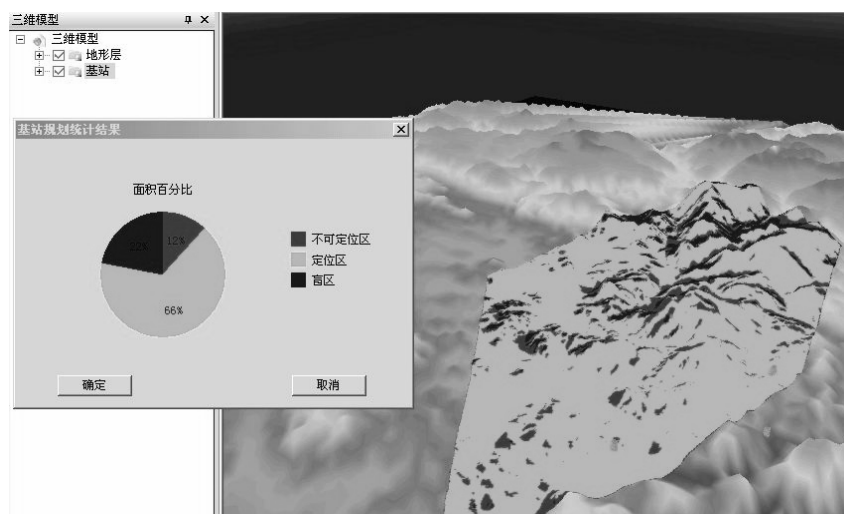 三维模型
三维模型
地形层
基站
基站规划统计结果
面积百分比
22%
12%
66%
不可定位区
定位区
盲区
确定
取消